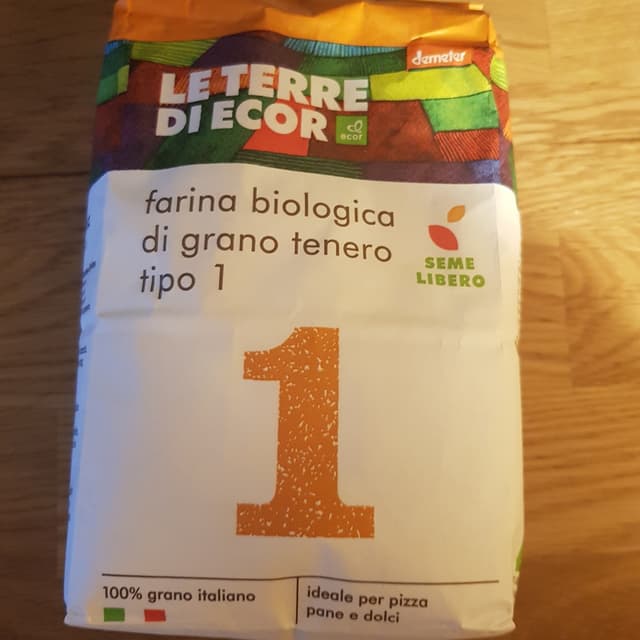 demeter
LE TERRE
DI ECOR
ecor
farina biologica
di grano tenero
tipo 1
SEME
LIBERO
1
100% grano italiano
ideale per pizza
pane e dolci